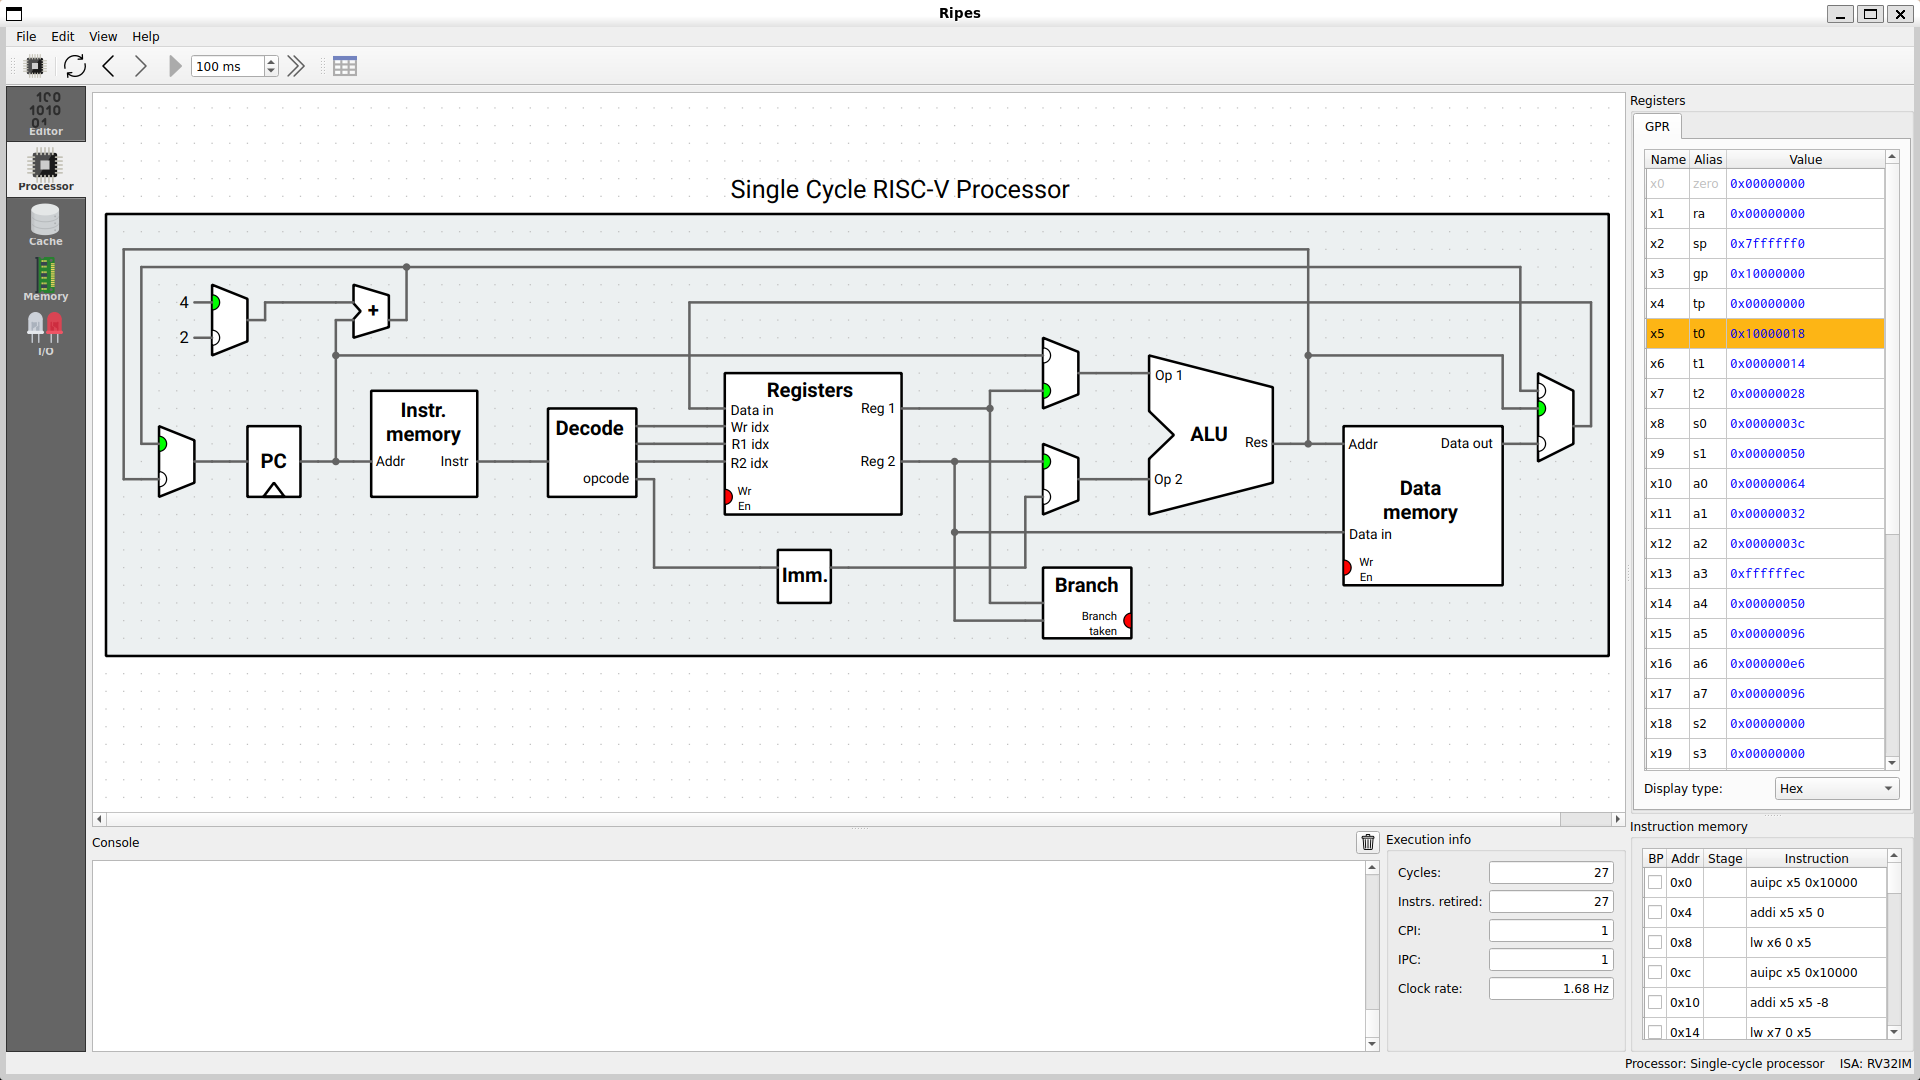 Ripes
File Edit View Help
100 ms
Editor
Processor
Cache
Memory
I/O
Single Cycle RISC-V Processor
4
2
+
PC
Instr.
memory
Addr Instr
Decode
opcode
Registers
Data in Reg 1
Wr idx
R1 idx
R2 idx Reg 2
Wr
En
Imm.
Op 1
ALU
Res
Op 2
Branch
Branch
taken
Addr Data out
Data
memory
Data in
Wr
En
Registers
GPR
Name Alias Value
x0 zero 0x00000000
x1 ra 0x00000000
x2 sp 0x7ffffff0
x3 gp 0x10000000
x4 tp 0x00000000
x5 t0 0x10000018
x6 t1 0x00000014
x7 t2 0x00000028
x8 s0 0x0000003c
x9 s1 0x00000050
x10 a0 0x00000064
x11 a1 0x00000032
x12 a2 0x0000003c
x13 a3 0xffffffec
x14 a4 0x00000050
x15 a5 0x00000096
x16 a6 0x000000e6
x17 a7 0x00000096
x18 s2 0x00000000
x19 s3 0x00000000
Display type: Hex
Console
Execution info
Cycles: 27
Instrs. retired: 27
CPI: 1
IPC: 1
Clock rate: 1.68 Hz
Instruction memory
BP Addr Stage Instruction
0x0 auipc x5 0x10000
0x4 addi x5 x5 0
0x8 lw x6 0 x5
0xc auipc x5 0x10000
0x10 addi x5 x5 -8
0x14 lw x7 0 x5
Processor: Single-cycle processor ISA: RV32IM